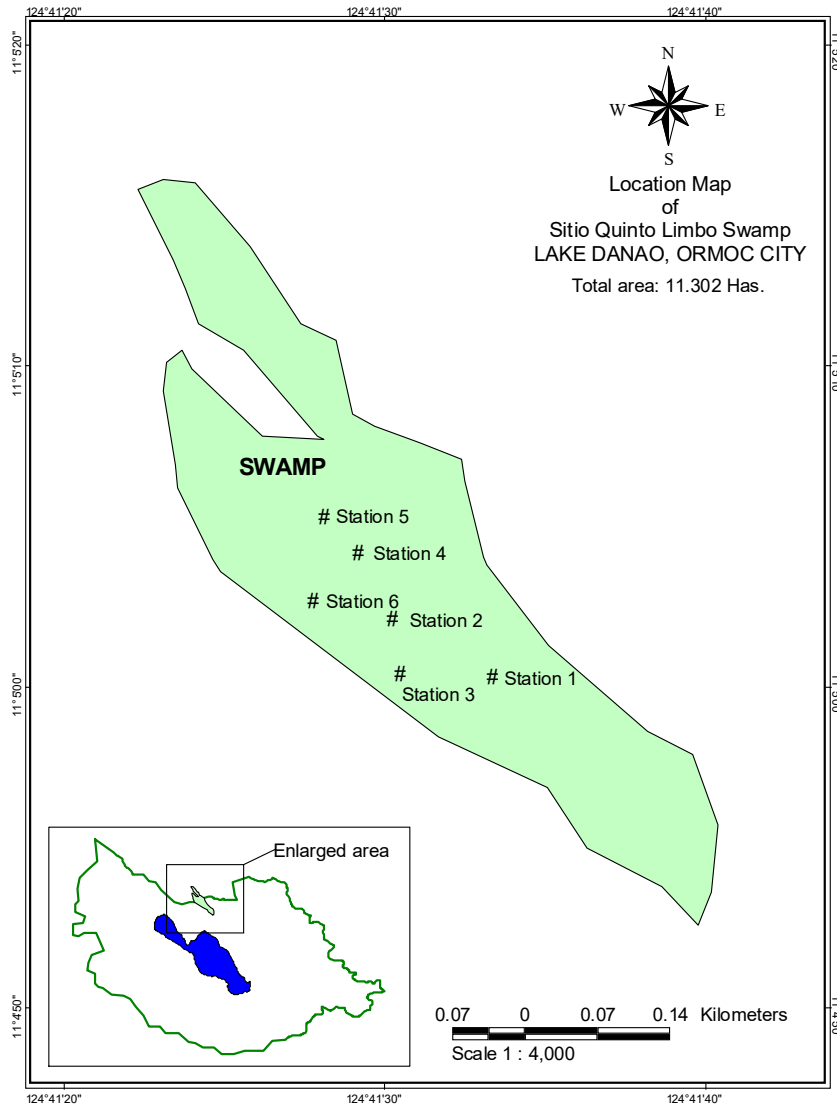 124°41'20" 124°41'30" 124°41'40"
11°5'20"
N
W E
S
Location Map
of
Sitio Quinto Limbo Swamp
LAKE DANAO, ORMOC CITY
Total area: 11.302 Has.
11°5'10"
SWAMP
# Station 5
# Station 4
# Station 6
# Station 2
# Station 1
# Station 3
11°5'00"
Enlarged area
0.07 0 0.07 0.14 Kilometers
Scale 1 : 4,000
11°4'50"
124°41'20" 124°41'30" 124°41'40"